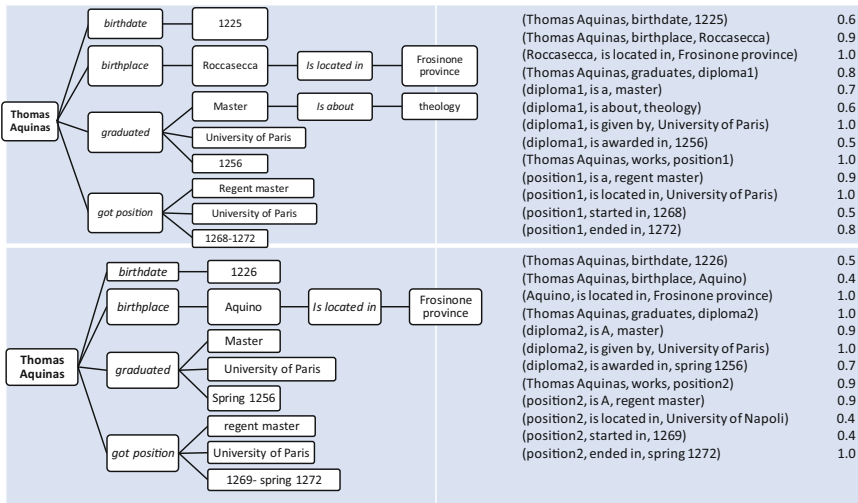 birthdate
1225
birthplace
Roccasecca
Is located in
Frosinone
province
Thomas
Aquinas
graduated
Master
Is about
theology
University of Paris
1256
got position
Regent master
University of Paris
1268-1272
(Thomas Aquinas, birthdate, 1225) 0.6
(Thomas Aquinas, birthplace, Roccasecca) 0.9
(Roccasecca, is located in, Frosinone province) 1.0
(Thomas Aquinas, graduates, diploma1) 0.8
(diploma1, is a, master) 0.7
(diploma1, is about, theology) 0.6
(diploma1, is given by, University of Paris) 1.0
(diploma1, is awarded in, 1256) 0.5
(Thomas Aquinas, works, position1) 1.0
(position1, is a, regent master) 0.9
(position1, is located in, University of Paris) 1.0
(position1, started in, 1268) 0.5
(position1, ended in, 1272) 0.8
birthdate
1226
birthplace
Aquino
Is located in
Frosinone
province
Thomas
Aquinas
graduated
Master
University of Paris
Spring 1256
got position
regent master
University of Paris
1269- spring 1272
(Thomas Aquinas, birthdate, 1226) 0.5
(Thomas Aquinas, birthplace, Aquino) 0.4
(Aquino, is located in, Frosinone province) 1.0
(Thomas Aquinas, graduates, diploma2) 1.0
(diploma2, is A, master) 0.9
(diploma2, is given by, University of Paris) 1.0
(diploma2, is awarded in, spring 1256) 0.7
(Thomas Aquinas, works, position2) 0.9
(position2, is A, regent master) 0.9
(position2, is located in, University of Napoli) 0.4
(position2, started in, 1269) 0.4
(position2, ended in, spring 1272) 1.0